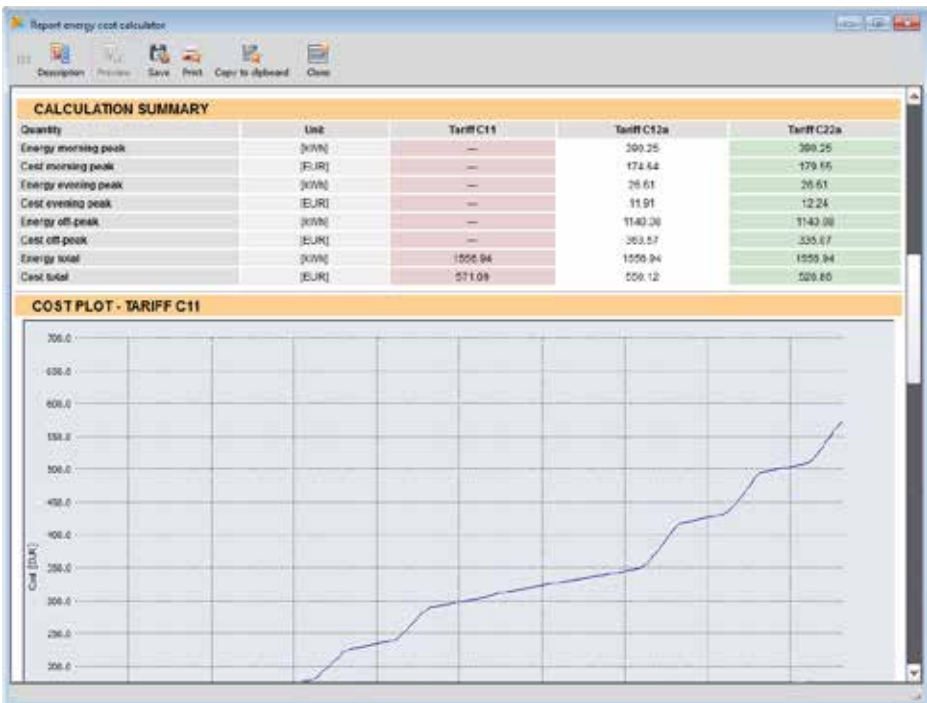 Report energy cost calculator
Description Preview Save Print Copy to clipboard Close
CALCULATION SUMMARY
Quantity Unit Tariff C11 Tariff C12a Tariff C22a
Energy morning peak [kWh] --- 390.25 390.25
Cost morning peak [EUR] --- 174.64 179.55
Energy evening peak [kWh] --- 26.61 26.61
Cost evening peak [EUR] --- 11.91 12.24
Energy off-peak [kWh] --- 1140.08 1140.08
Cost off-peak [EUR] --- 363.57 335.07
Energy total [kWh] 1556.94 1556.94 1556.94
Cost total [EUR] 571.09 550.12 526.86
COST PLOT - TARIFF C11
700.0
650.0
600.0
550.0
500.0
450.0
400.0
350.0
300.0
250.0
200.0
Cost [EUR]